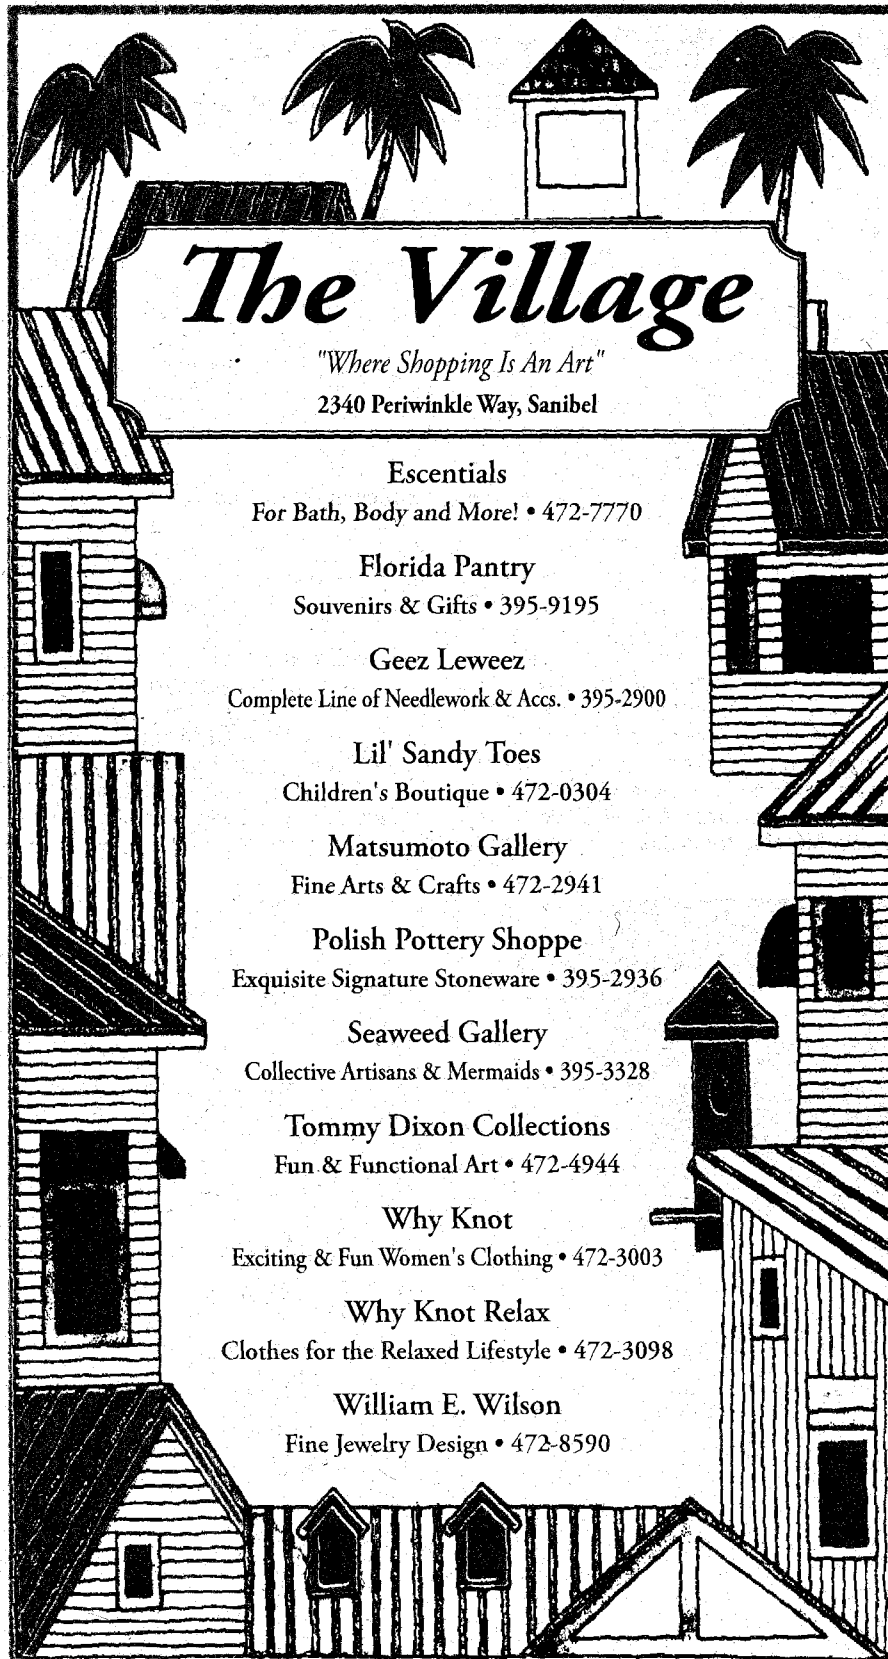 The Village
"Where Shopping Is An Art"
2340 Periwinkle Way, Sanibel
Escentials
For Bath, Body and More! • 472-7770
Florida Pantry
Souvenirs & Gifts • 395-9195
Geez Leweez
Complete Line of Needlework & Accs. • 395-2900
Lil' Sandy Toes
Children's Boutique • 472-0304
Matsumoto Gallery
Fine Arts & Crafts • 472-2941
Polish Pottery Shoppe
Exquisite Signature Stoneware • 395-2936
Seaweed Gallery
Collective Artisans & Mermaids • 395-3328
Tommy Dixon Collections
Fun & Functional Art • 472-4944
Why Knot
Exciting & Fun Women's Clothing • 472-3003
Why Knot Relax
Clothes for the Relaxed Lifestyle • 472-3098
William E. Wilson
Fine Jewelry Design • 472-8590